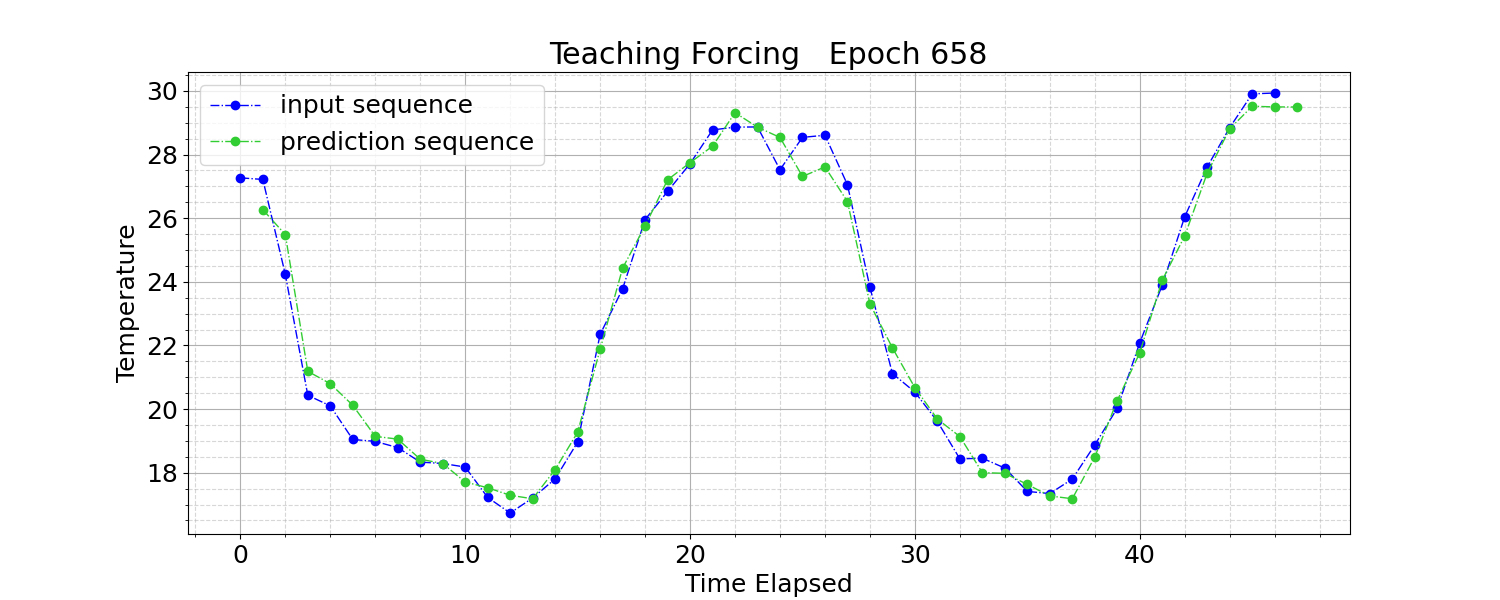 Teaching Forcing   Epoch 658
30
28
26
24
22
20
18
Temperature
input sequence
prediction sequence
0 10 20 30 40
Time Elapsed